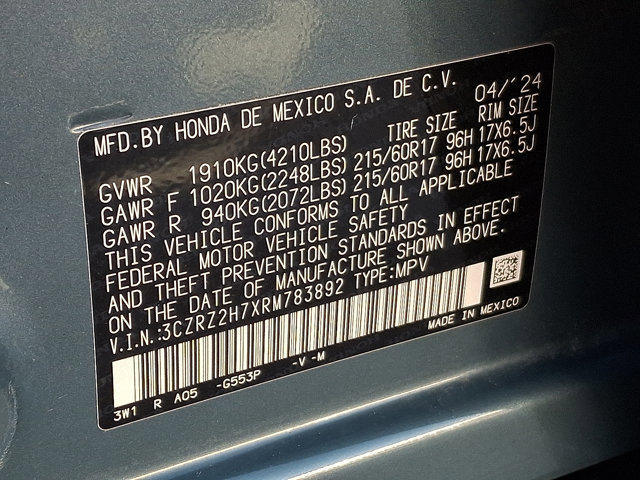 MFD.BY HONDA DE MEXICO S.A. DE C.V. 04/'24
TIRE SIZE RIM SIZE
GVWR 1910KG(4210LBS)
GAWR F 1020KG(2248LBS) 215/60R17 96H 17X6.5J
GAWR R 940KG(2072LBS) 215/60R17 96H 17X6.5J
THIS VEHICLE CONFORMS TO ALL APPLICABLE
FEDERAL MOTOR VEHICLE SAFETY
AND THEFT PREVENTION STANDARDS IN EFFECT
ON THE DATE OF MANUFACTURE SHOWN ABOVE.
V.I.N.:3CZRZ2H7XRM783892 TYPE:MPV
MADE IN MEXICO
3W1 R A05 -G553P -V -M